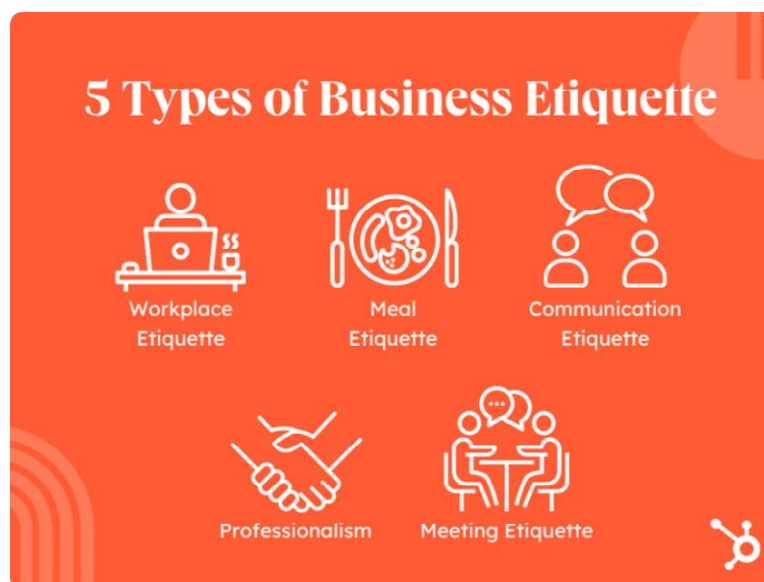 5 Types of Business Etiquette
Workplace
Etiquette
Meal
Etiquette
Communication
Etiquette
Professionalism
Meeting Etiquette